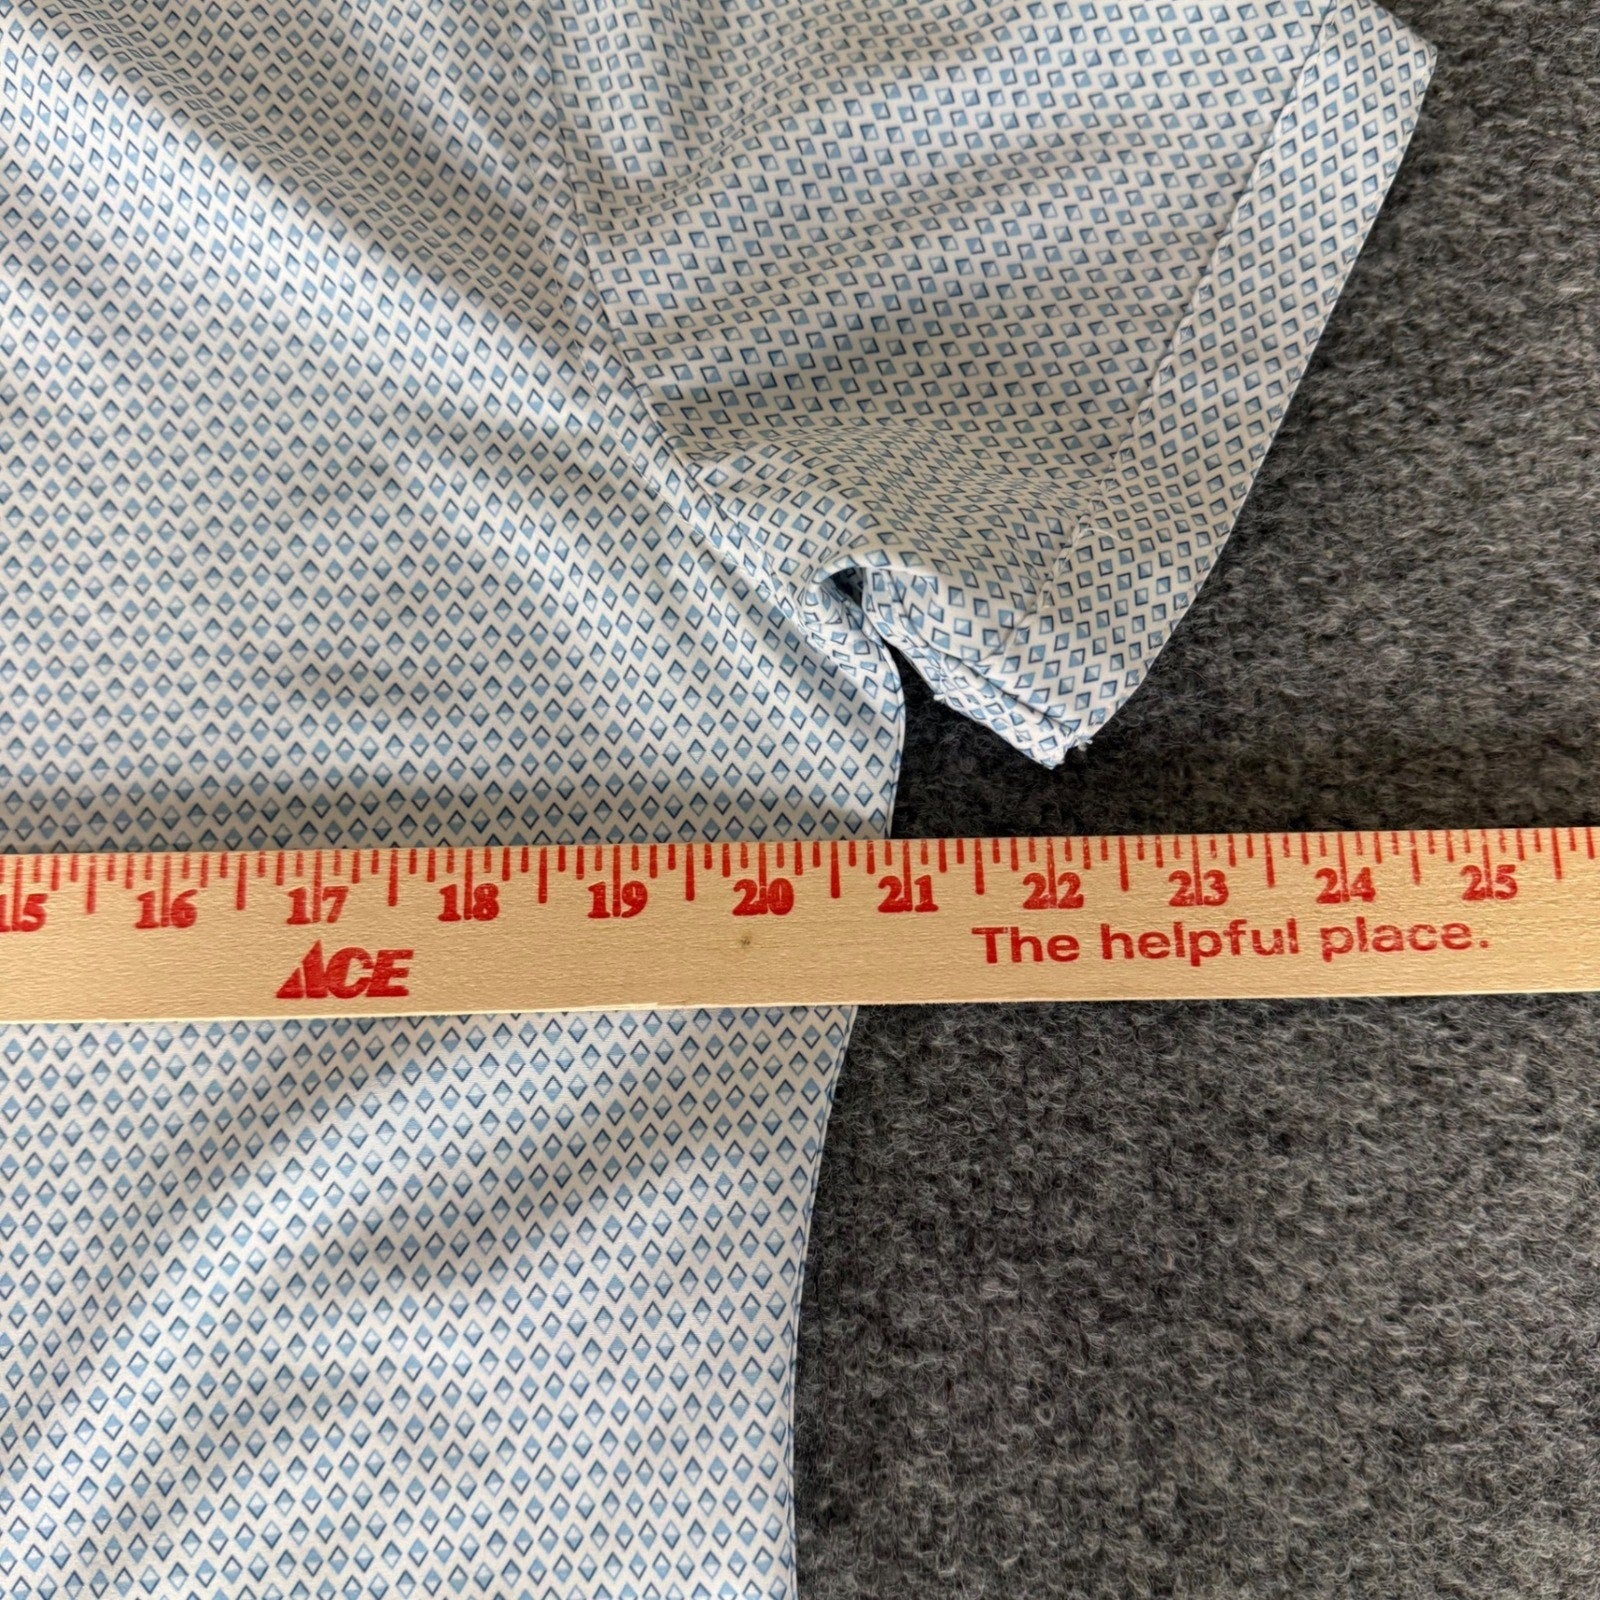 15 16 17 18 19 20 21 22 23 24 25
ACE
The helpful place.